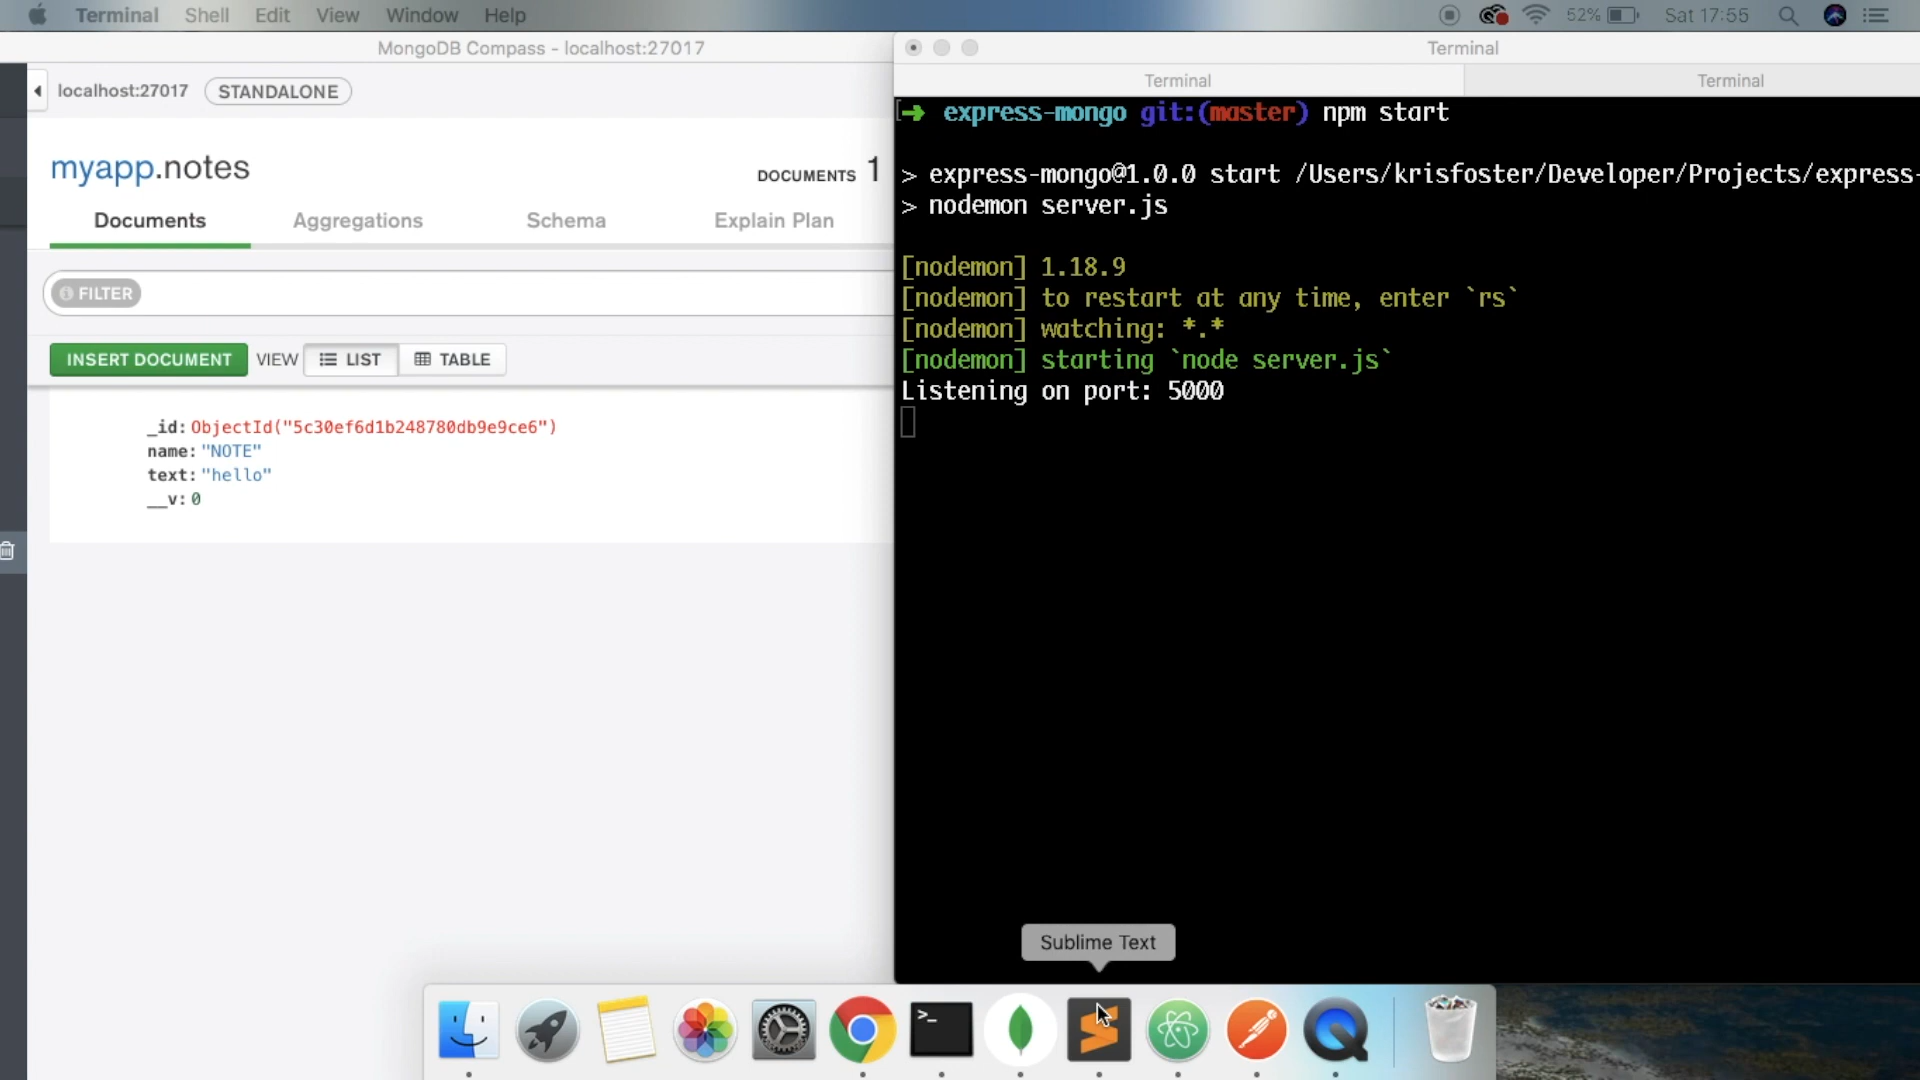 Terminal Shell Edit View Window Help 52% Sat 17:55
MongoDB Compass - localhost:27017
localhost:27017 STANDALONE
myapp.notes
DOCUMENTS 1
Documents Aggregations Schema Explain Plan
FILTER
INSERT DOCUMENT VIEW LIST TABLE
_id: ObjectId("5c30ef6d1b248780db9e9ce6")
name: "NOTE"
text: "hello"
__v: 0
Terminal
Terminal Terminal
[➜ express-mongo git:(master) npm start
> express-mongo@1.0.0 start /Users/krisfoster/Developer/Projects/express-
> nodemon server.js
[nodemon] 1.18.9
[nodemon] to restart at any time, enter `rs`
[nodemon] watching: *.*
[nodemon] starting `node server.js`
Listening on port: 5000
Sublime Text
>_